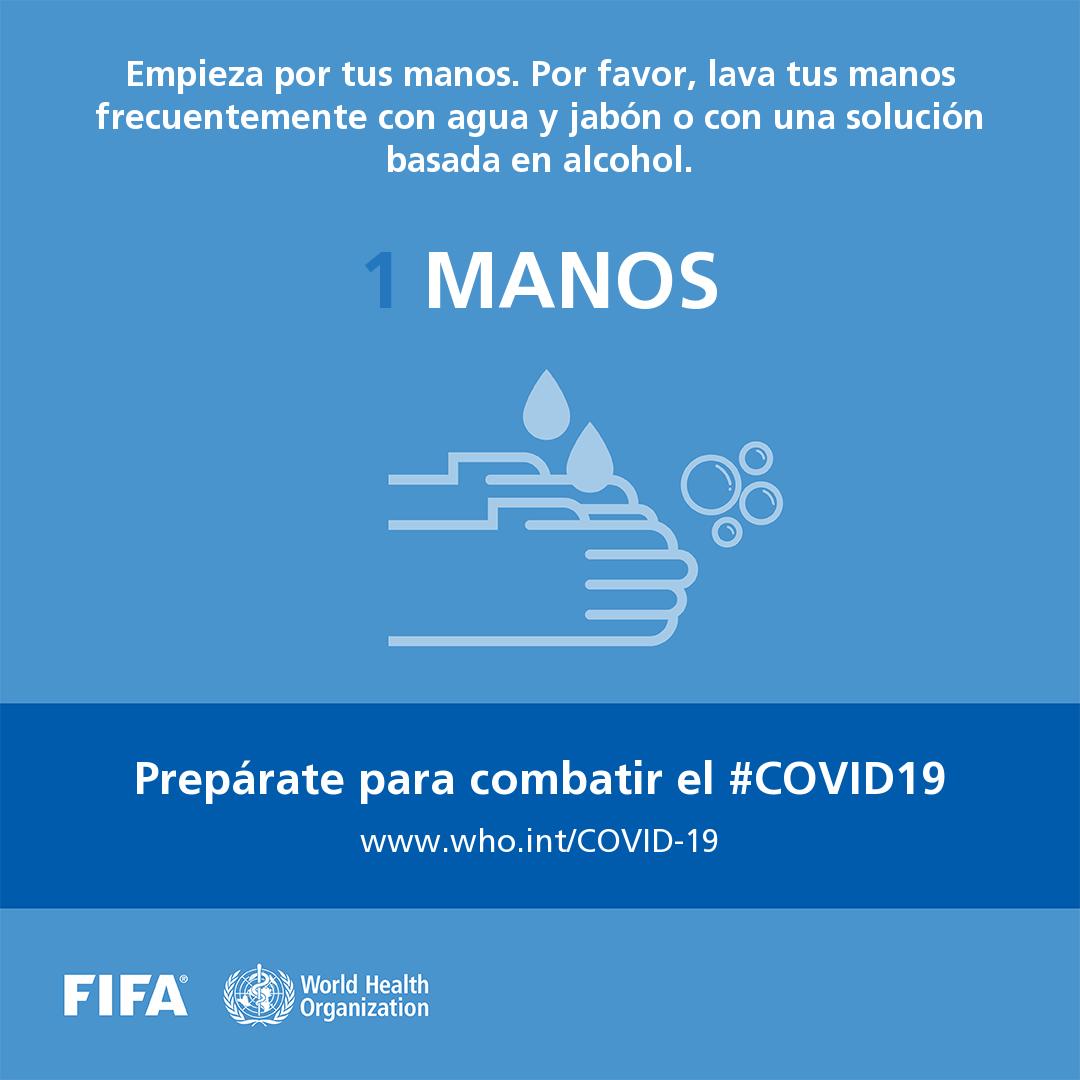 Empieza por tus manos. Por favor, lava tus manos
frecuentemente con agua y jabón o con una solución
basada en alcohol.
1 MANOS
Prepárate para combatir el #COVID19
www.who.int/COVID-19
FIFA®
World Health
Organization